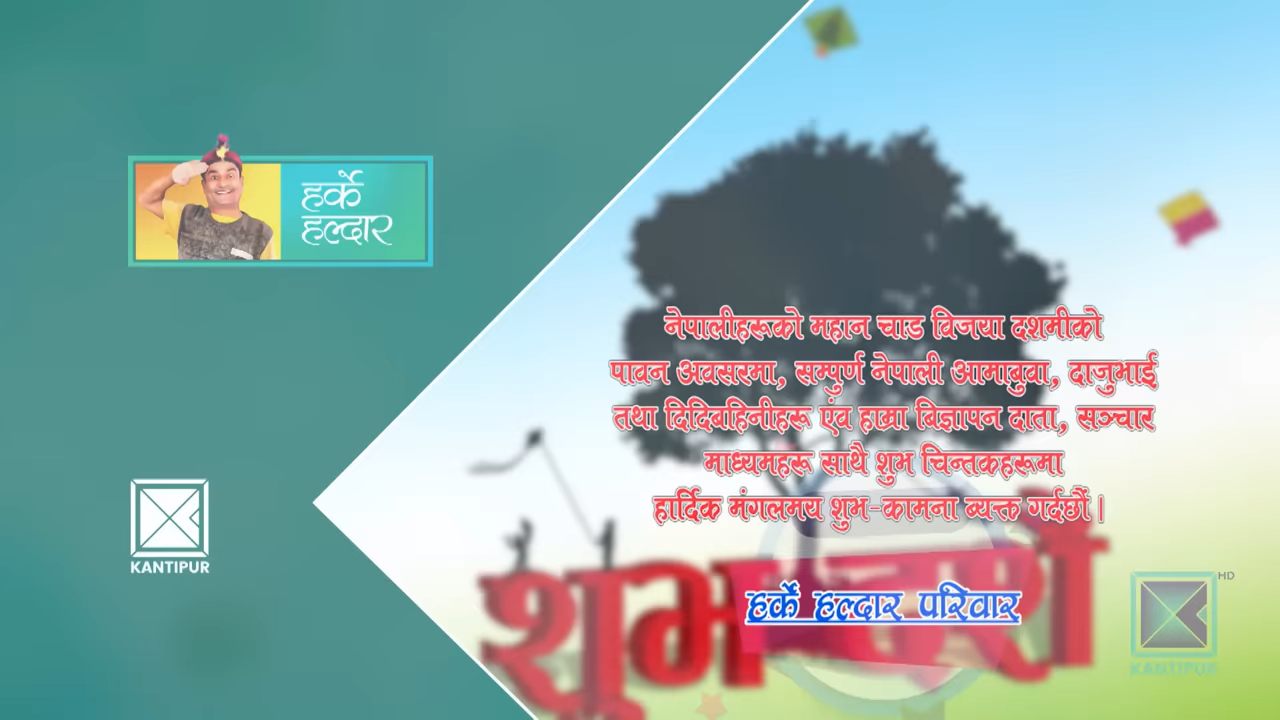 हर्के
हल्दार
KANTIPUR
नेपालीहरूको महान चाड विजया दशमीको
पावन अवसरमा, सम्पुर्ण नेपाली आमाबुवा, दाजुभाई
तथा दिदिबहिनीहरू एंव हाम्रा बिज्ञापन दाता, सञ्चार
माध्यमहरू साथै शुभ चिन्तकहरूमा
हार्दिक मंगलमय शुभ-कामना ब्यक्त गर्दछौं।
हर्के हल्दार परिवार
शुभ
HD
KANTIPUR